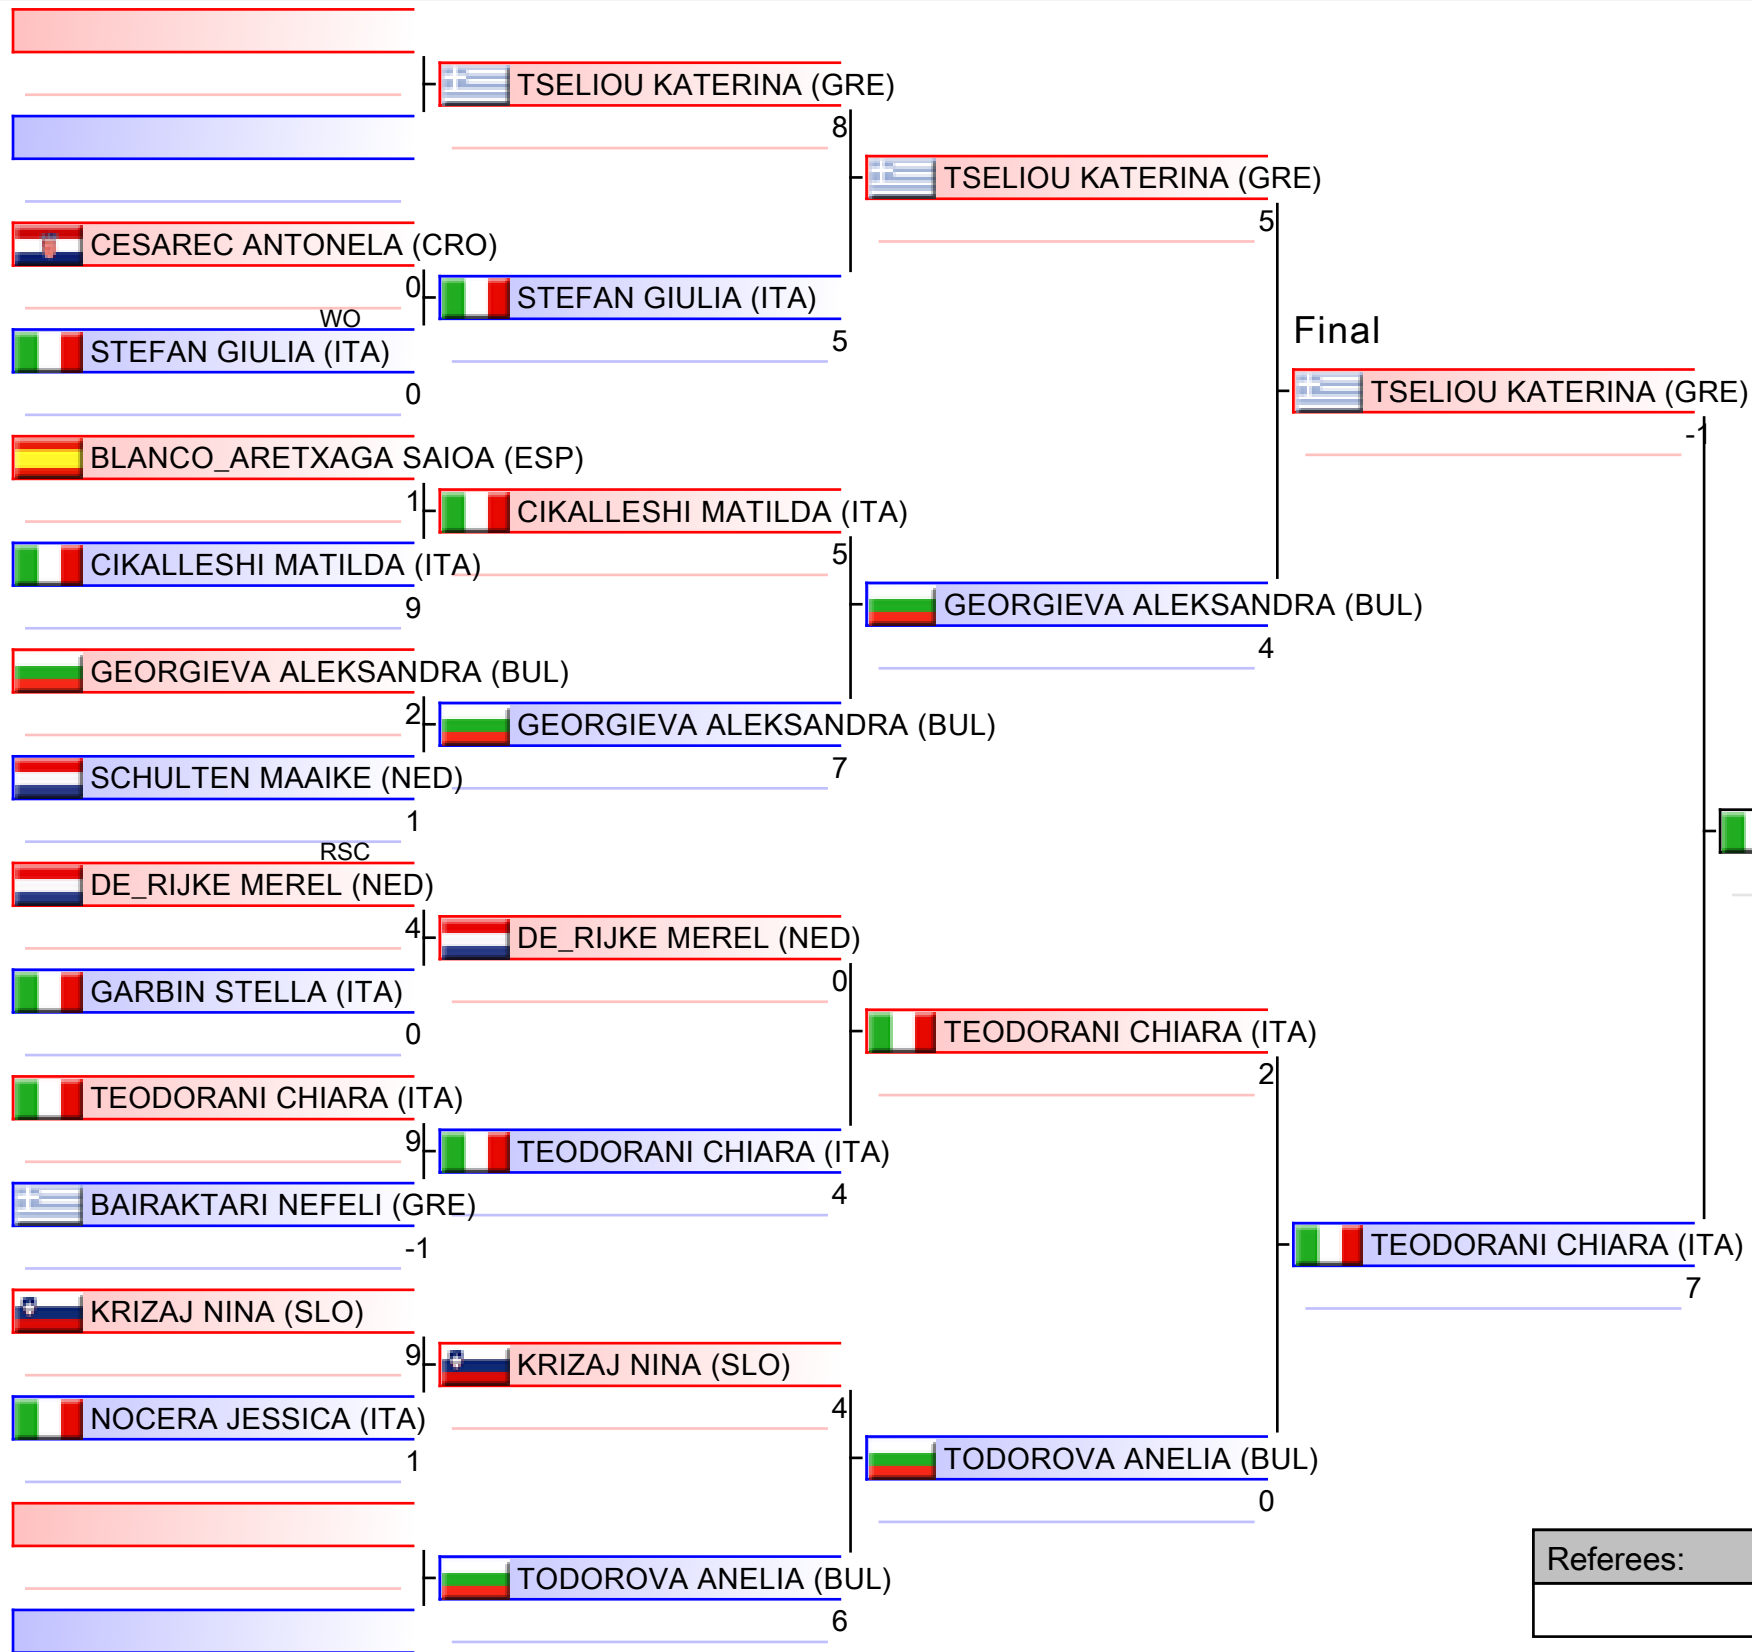 TSELIOU KATERINA (GRE)
8
TSELIOU KATERINA (GRE)
5
CESAREC ANTONELA (CRO)
0
STEFAN GIULIA (ITA)
5
WO
STEFAN GIULIA (ITA)
0
Final
TSELIOU KATERINA (GRE)
-1
BLANCO_ARETXAGA SAIOA (ESP)
1
CIKALLESHI MATILDA (ITA)
5
CIKALLESHI MATILDA (ITA)
9
GEORGIEVA ALEKSANDRA (BUL)
4
GEORGIEVA ALEKSANDRA (BUL)
2
GEORGIEVA ALEKSANDRA (BUL)
7
SCHULTEN MAAIKE (NED)
1
RSC
DE_RIJKE MEREL (NED)
4
DE_RIJKE MEREL (NED)
0
GARBIN STELLA (ITA)
0
TEODORANI CHIARA (ITA)
2
TEODORANI CHIARA (ITA)
9
TEODORANI CHIARA (ITA)
4
BAIRAKTARI NEFELI (GRE)
-1
TEODORANI CHIARA (ITA)
7
KRIZAJ NINA (SLO)
9
KRIZAJ NINA (SLO)
4
NOCERA JESSICA (ITA)
1
TODOROVA ANELIA (BUL)
0
TODOROVA ANELIA (BUL)
6
Referees: